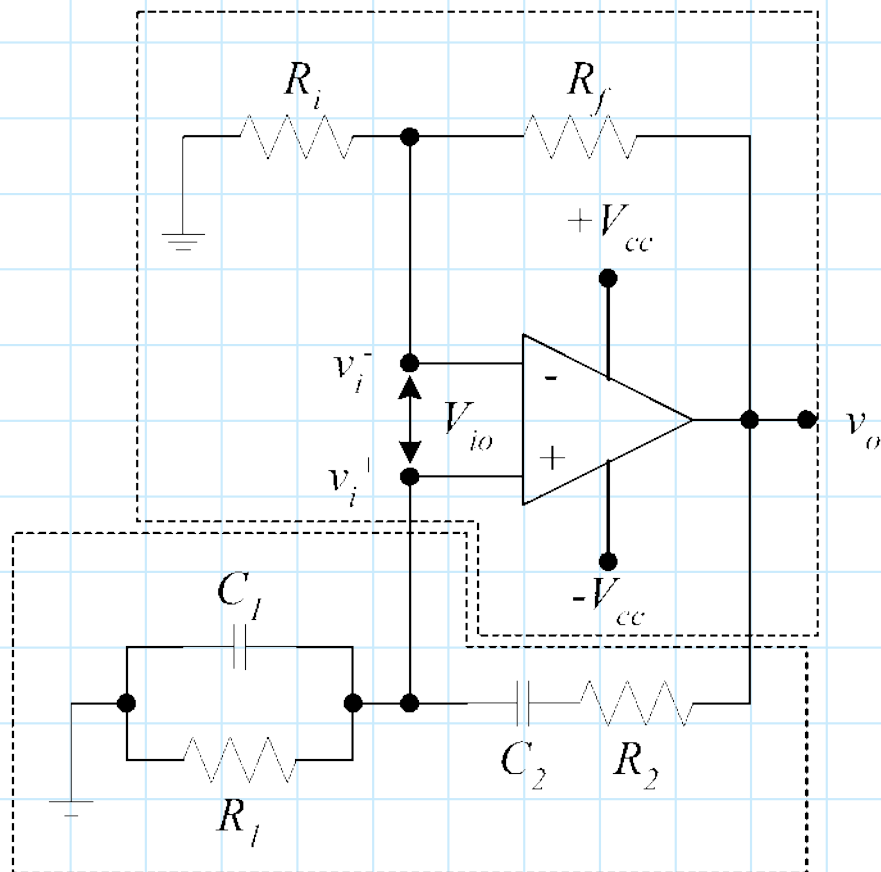 R_i R_f
+V_cc
v_i^- -
V_io v_o
v_i^+ +
-V_cc
C_1
C_2 R_2
R_1